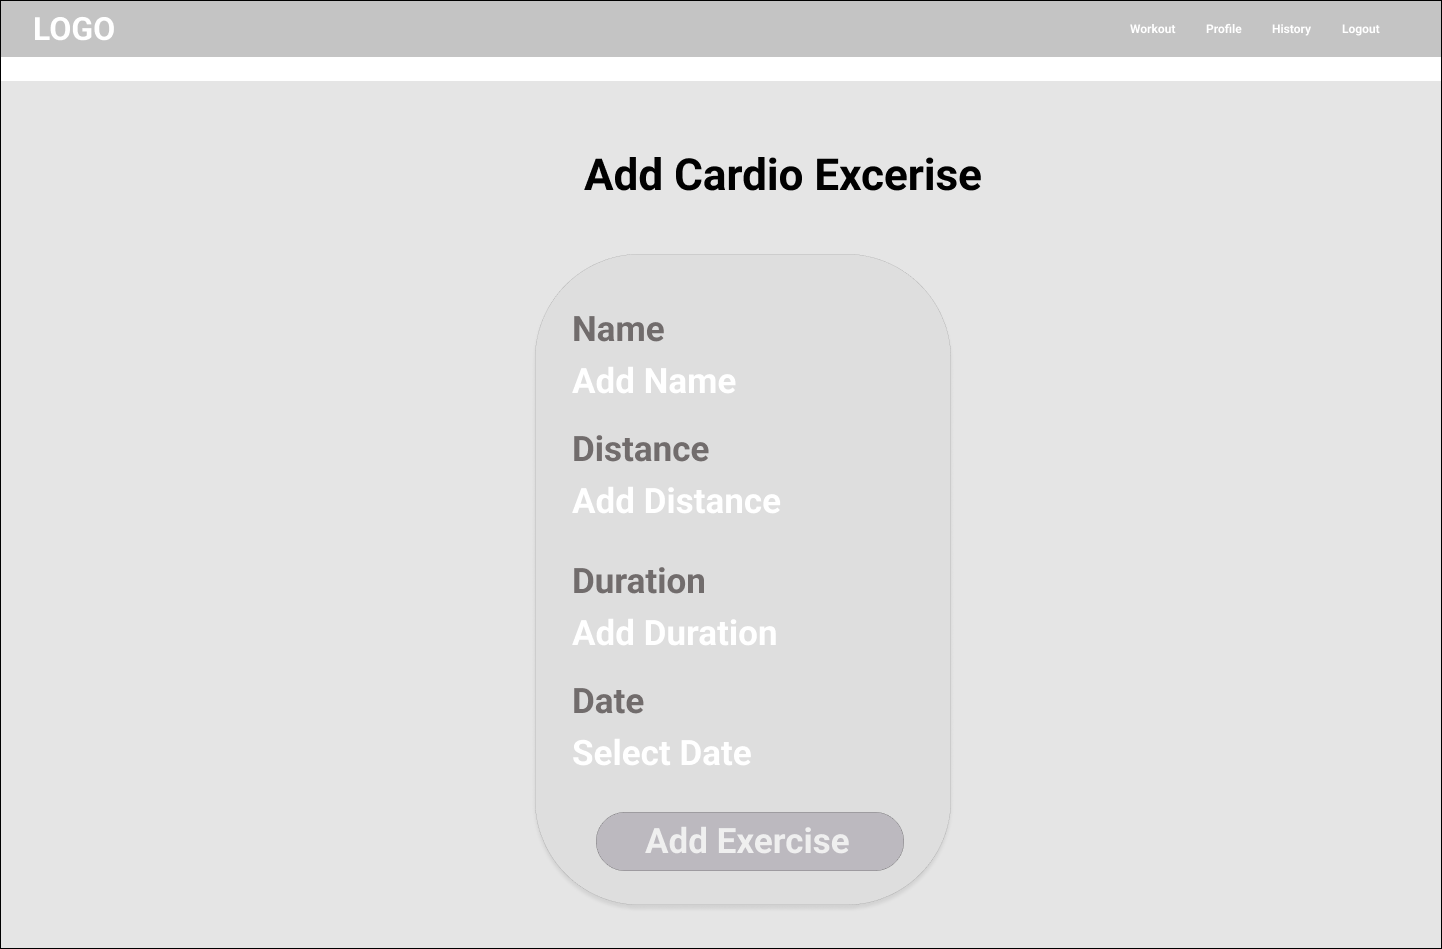 LOGO
Workout Profile History Logout
Add Cardio Excerise
Name
Add Name
Distance
Add Distance
Duration
Add Duration
Date
Select Date
Add Exercise